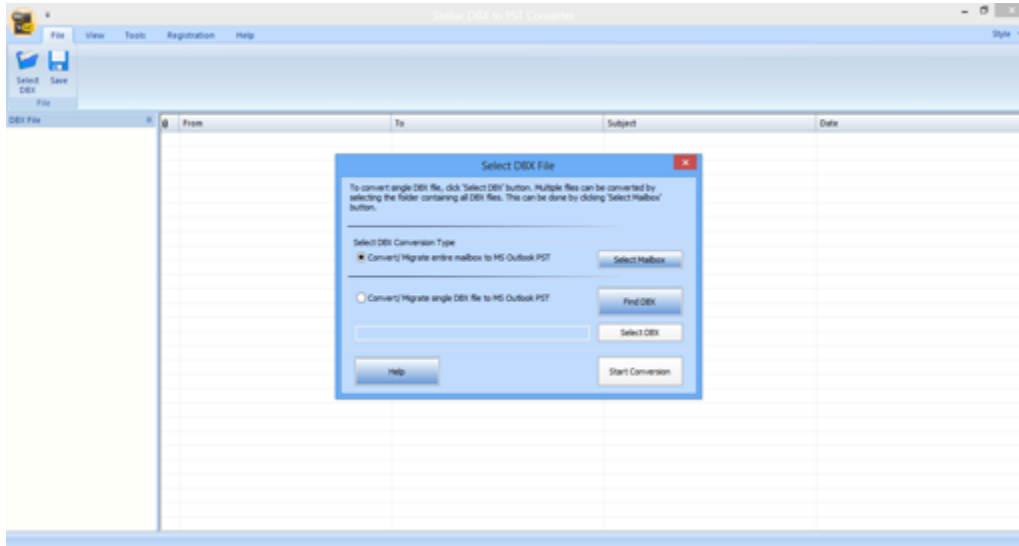 Stellar DBX to PST Converter
File View Tools Registration Help Style
Select DBX
Save
File
DBX File
From To Subject Date
Select DBX File
To convert single DBX file, click 'Select DBX' button. Multiple files can be converted by
selecting the folder containing all DBX files. This can be done by clicking 'Select Mailbox'
button.
Select DBX Conversion Type
Convert/Migrate entire mailbox to MS Outlook PST
Select Mailbox
Convert/Migrate single DBX file to MS Outlook PST
Find DBX
Select DBX
Help
Start Conversion